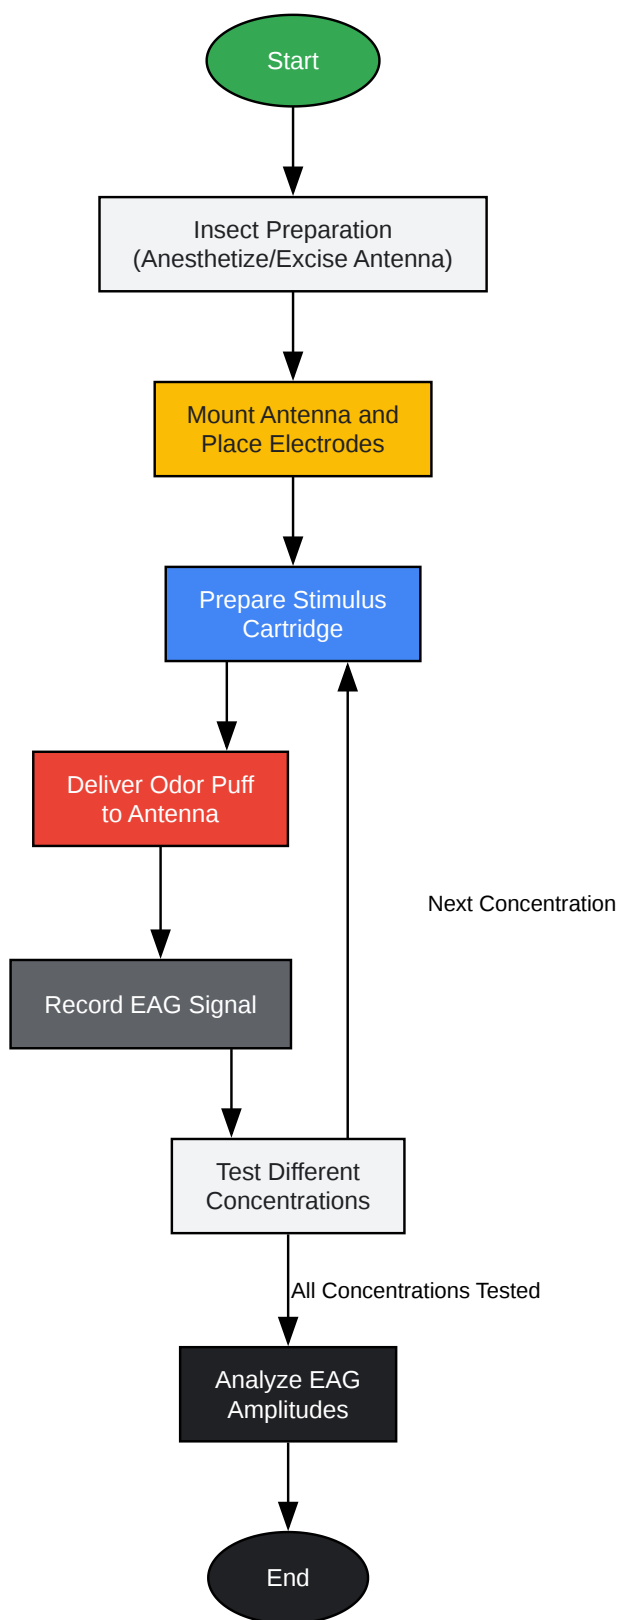 Start
Insect Preparation
(Anesthetize/Excise Antenna)
Mount Antenna and
Place Electrodes
Prepare Stimulus
Cartridge
Deliver Odor Puff
to Antenna
Next Concentration
Record EAG Signal
Test Different
Concentrations
All Concentrations Tested
Analyze EAG
Amplitudes
End